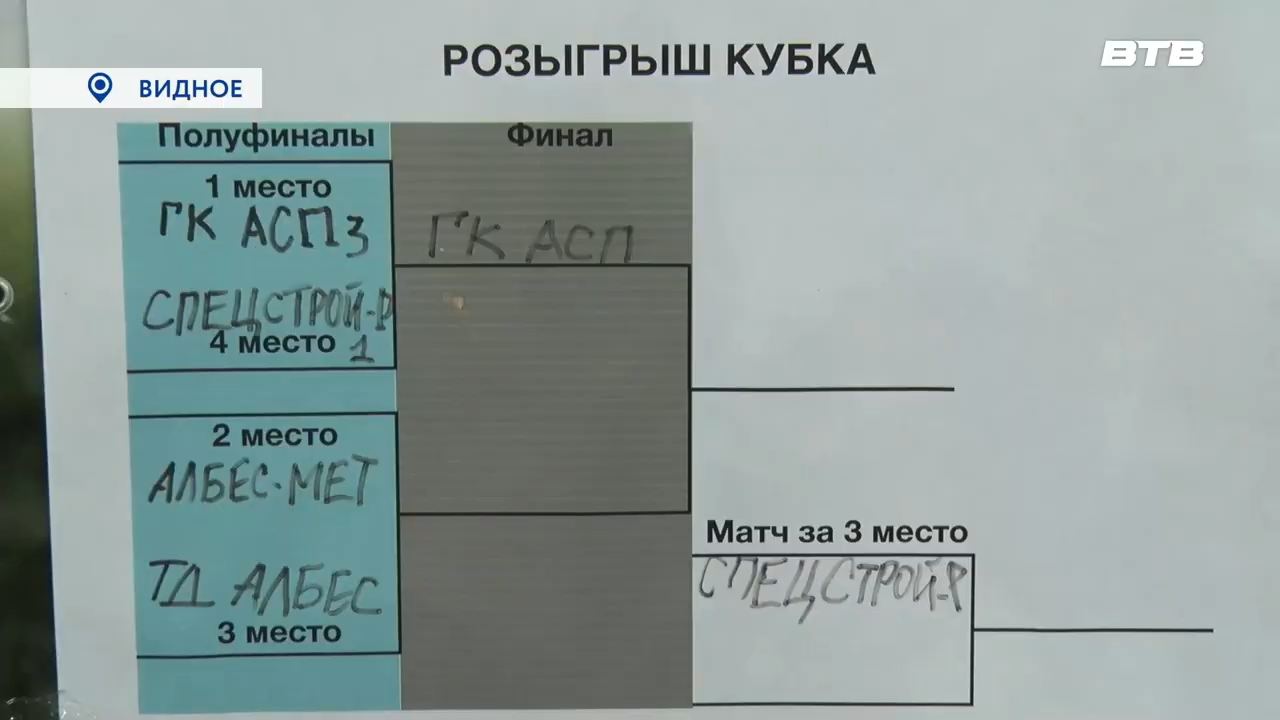 РОЗЫГРЫШ КУБКА
ВТВ
ВИДНОЕ
Полуфиналы
Финал
1 место
ГК АСП 3
ГК АСП
СПЕЦСТРОЙ-Р
4 место 1
2 место
АЛБЕС-МЕТ
Матч за 3 место
СПЕЦСТРОЙ-Р
ТД АЛБЕС
3 место